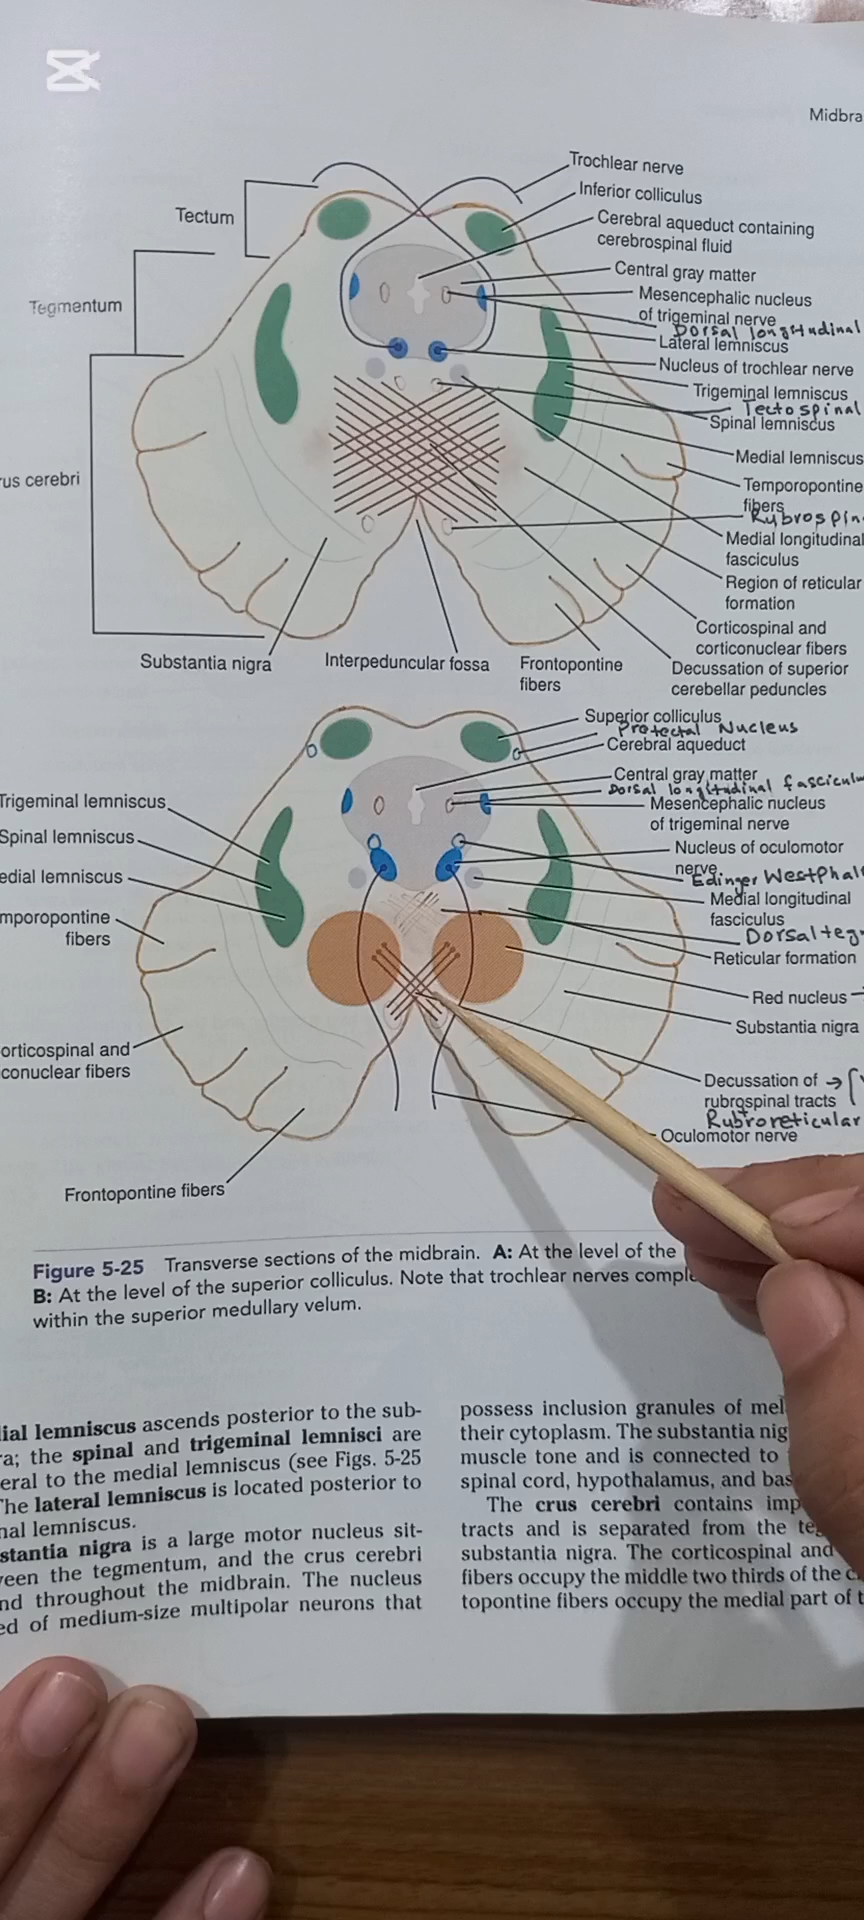 Midbra
Trochlear nerve
Inferior colliculus
Tectum
Cerebral aqueduct containing
cerebrospinal fluid
Central gray matter
Tegmentum
Mesencephalic nucleus
of trigeminal nerve
Dorsal longitudinal
Lateral lemniscus
Nucleus of trochlear nerve
Trigeminal lemniscus
Tectospinal
Spinal lemniscus
Medial lemniscus
rus cerebri
Temporopontine
fibers
Rubrospin
Medial longitudinal
fasciculus
Region of reticular
formation
Corticospinal and
corticonuclear fibers
Substantia nigra
Interpeduncular fossa
Frontopontine
fibers
Decussation of superior
cerebellar peduncles
Superior colliculus
Pretectal Nucleus
Cerebral aqueduct
Central gray matter
Dorsal longitudinal fasciculu
Trigeminal lemniscus
Mesencephalic nucleus
of trigeminal nerve
Spinal lemniscus
Nucleus of oculomotor
nerve
Edinger Westphal
edial lemniscus
Medial longitudinal
fasciculus
mporopontine
fibers
Dorsal teg
Reticular formation
Red nucleus
Substantia nigra
orticospinal and
conuclear fibers
Decussation of →
rubrospinal tracts
Rubroreticular
Oculomotor nerve
Frontopontine fibers
Figure 5-25 Transverse sections of the midbrain. A: At the level of the
B: At the level of the superior colliculus. Note that trochlear nerves comple
within the superior medullary velum.
ial lemniscus ascends posterior to the sub-
ra; the spinal and trigeminal lemnisci are
eral to the medial lemniscus (see Figs. 5-25
The lateral lemniscus is located posterior to
nal lemniscus.
stantia nigra is a large motor nucleus sit-
ween the tegmentum, and the crus cerebri
nd throughout the midbrain. The nucleus
ed of medium-size multipolar neurons that
possess inclusion granules of mel
their cytoplasm. The substantia nig
muscle tone and is connected to
spinal cord, hypothalamus, and bas
The crus cerebri contains imp
tracts and is separated from the te
substantia nigra. The corticospinal and
fibers occupy the middle two thirds of the c
topontine fibers occupy the medial part of t